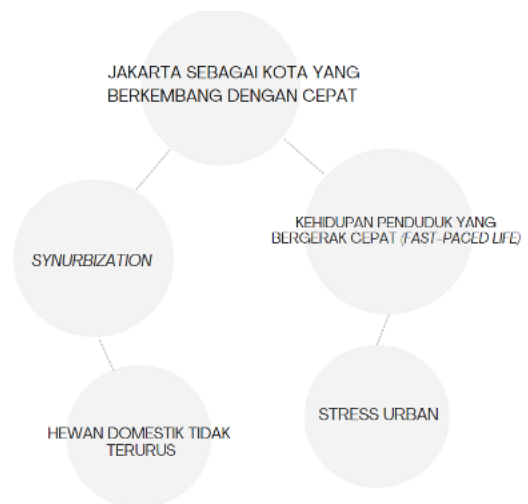 JAKARTA SEBAGAI KOTA YANG
BERKEMBANG DENGAN CEPAT
KEHIDUPAN PENDUDUK YANG
BERGERAK CEPAT (FAST-PACED LIFE)
SYNURBIZATION
STRESS URBAN
HEWAN DOMESTIK TIDAK
TERURUS